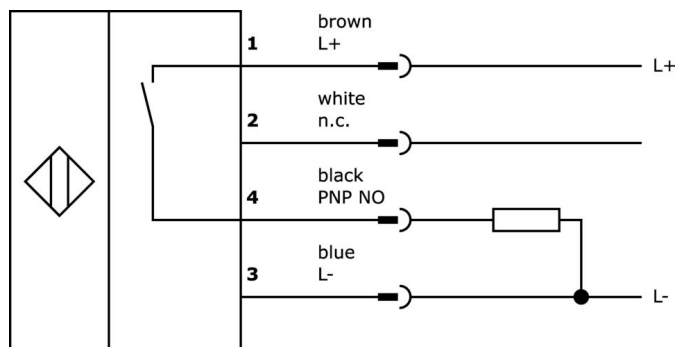 brown
1 L+ L+
white
2 n.c.
black
4 PNP NO
blue
3 L- L-